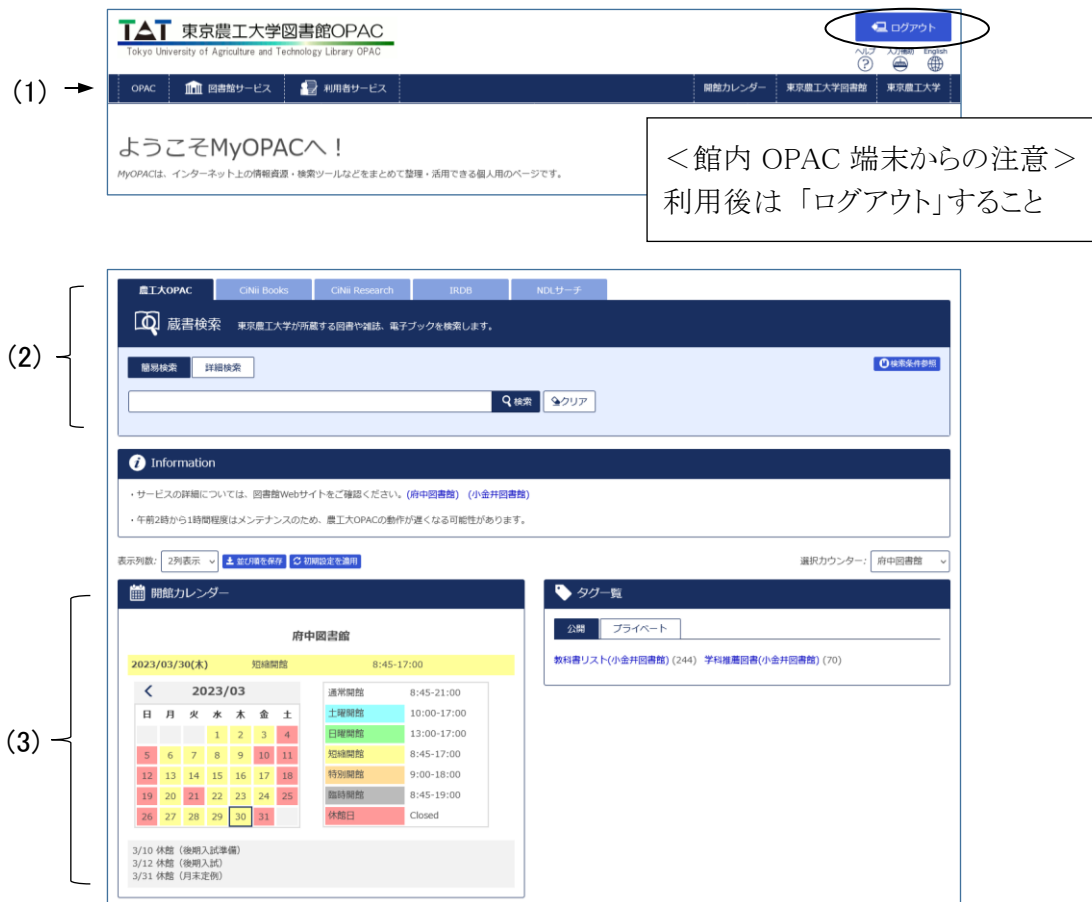 TAT 東京農工大学図書館OPAC
Tokyo University of Agriculture and Technology Library OPAC
ログアウト
ヘルプ 入力補助 English
(1)
OPAC 図書館サービス 利用者サービス 開館カレンダー 東京農工大学図書館 東京農工大学
ようこそMyOPACへ！
MyOPACは、インターネット上の情報資源・検索ツールなどをまとめて整理・活用できる個人用のページです。
＜館内 OPAC 端末からの注意＞
利用後は 「ログアウト」すること
(2)
農工大OPAC CiNii Books CiNii Research IRDB NDLサーチ
蔵書検索 東京農工大学が所蔵する図書や雑誌、電子ブックを検索します。
簡易検索 詳細検索 検索条件参照
検索 クリア
Information
・サービスの詳細については、図書館Webサイトをご確認ください。(府中図書館) (小金井図書館)
・午前2時から1時間程度はメンテナンスのため、農工大OPACの動作が遅くなる可能性があります。
表示列数: 2列表示 並び順を保存 初期設定を適用 選択カウンター: 府中図書館
(3)
開館カレンダー
府中図書館
2023/03/30(木) 短縮開館 8:45-17:00
2023/03
日 月 火 水 木 金 土
1 2 3 4
5 6 7 8 9 10 11
12 13 14 15 16 17 18
19 20 21 22 23 24 25
26 27 28 29 30 31
通常開館 8:45-21:00
土曜開館 10:00-17:00
日曜開館 13:00-17:00
短縮開館 8:45-17:00
特別開館 9:00-18:00
臨時開館 8:45-19:00
休館日 Closed
3/10 休館（後期入試準備）
3/12 休館（後期入試）
3/31 休館（月末定例）
タグ一覧
公開 プライベート
教科書リスト(小金井図書館) (244) 学科推薦図書(小金井図書館) (70)